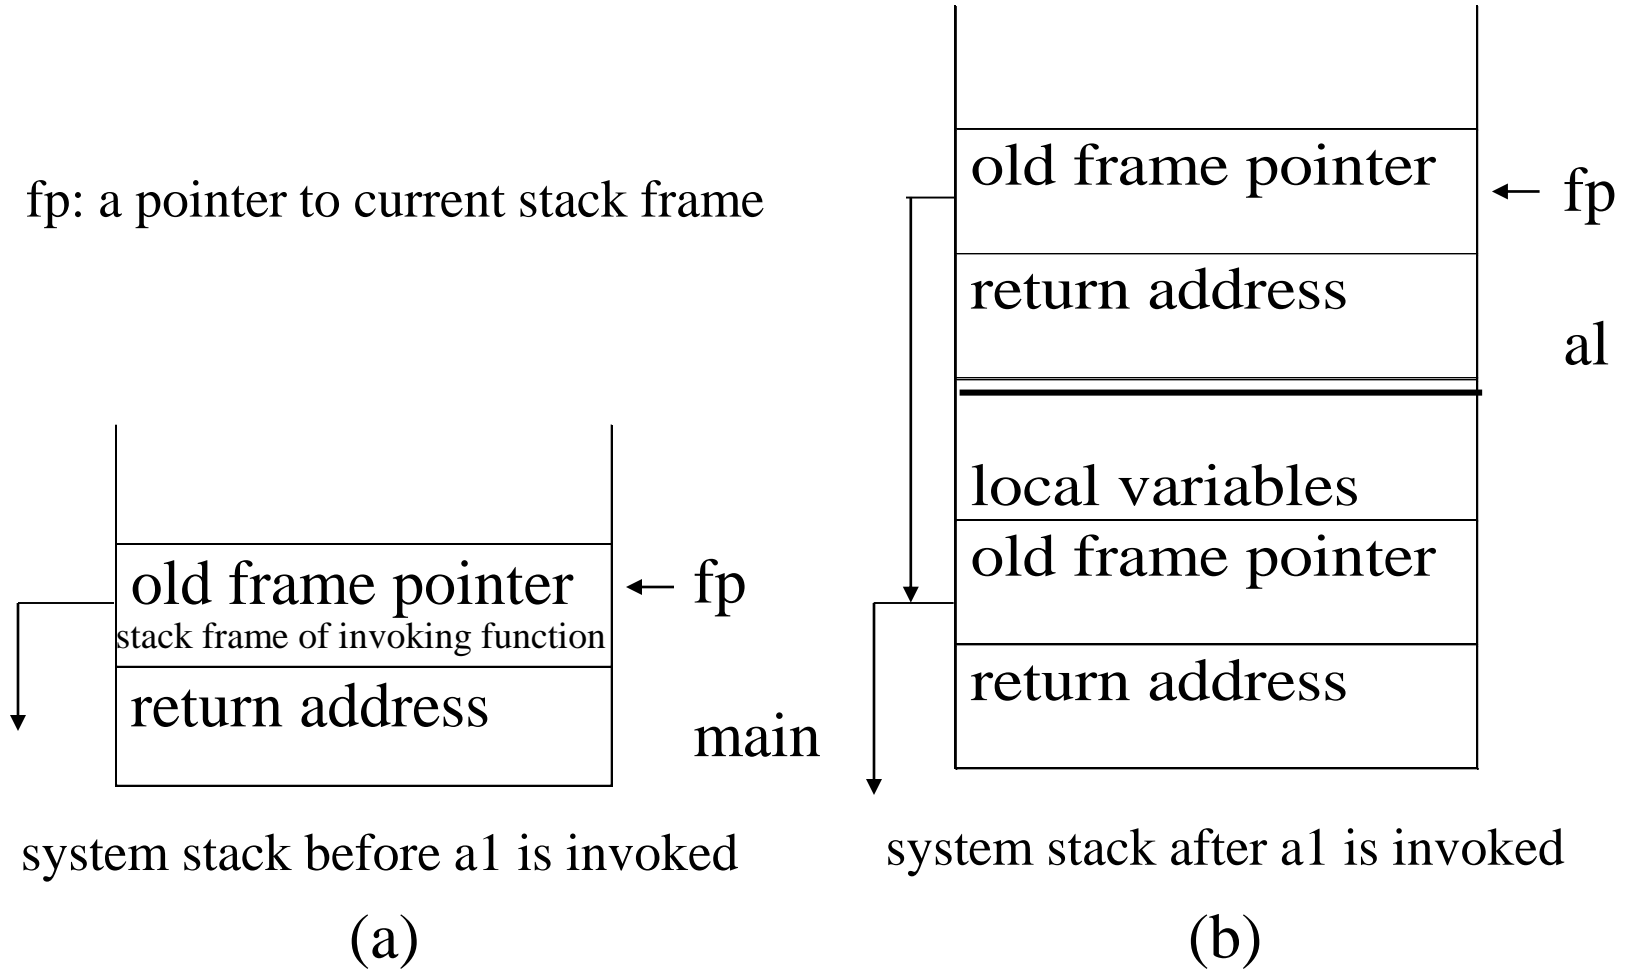 fp: a pointer to current stack frame
old frame pointer
stack frame of invoking function
fp
return address
main
system stack before a1 is invoked
(a)
old frame pointer
fp
return address
al
local variables
old frame pointer
return address
system stack after a1 is invoked
(b)